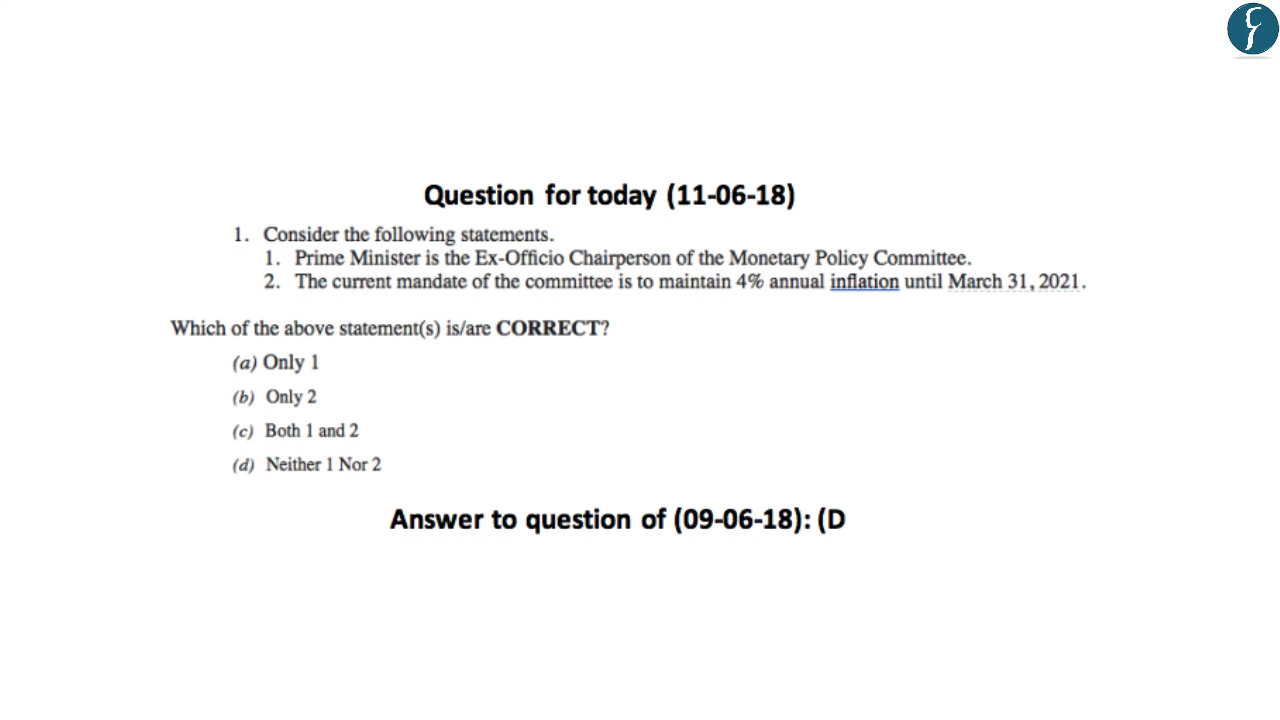 Question for today (11-06-18)
1. Consider the following statements.
1. Prime Minister is the Ex-Officio Chairperson of the Monetary Policy Committee.
2. The current mandate of the committee is to maintain 4% annual inflation until March 31, 2021.
Which of the above statement(s) is/are CORRECT?
(a) Only 1
(b) Only 2
(c) Both 1 and 2
(d) Neither 1 Nor 2
Answer to question of (09-06-18): (D